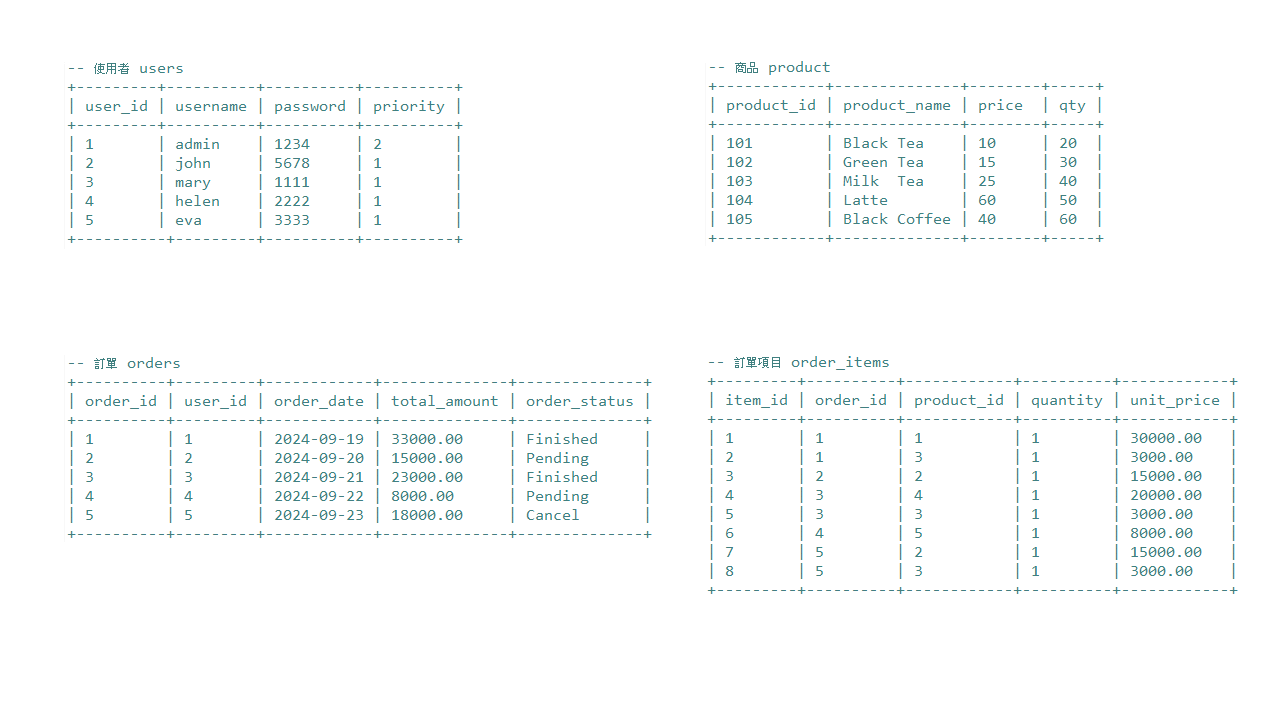 -- 使用者 users
+----------+---------+----------+----------+
| user_id | username | password | priority |
+----------+---------+----------+----------+
| 1       | admin    | 1234     | 2        |
| 2       | john     | 5678     | 1        |
| 3       | mary     | 1111     | 1        |
| 4       | helen    | 2222     | 1        |
| 5       | eva      | 3333     | 1        |
+----------+---------+----------+----------+
-- 商品 product
+------------+--------------+--------+-----+
| product_id | product_name | price  | qty |
+------------+--------------+--------+-----+
| 101        | Black Tea    | 10     | 20  |
| 102        | Green Tea    | 15     | 30  |
| 103        | Milk  Tea    | 25     | 40  |
| 104        | Latte        | 60     | 50  |
| 105        | Black Coffee | 40     | 60  |
+------------+--------------+--------+-----+
-- 訂單 orders
+----------+---------+------------+--------------+--------------+
| order_id | user_id | order_date | total_amount | order_status |
+----------+---------+------------+--------------+--------------+
| 1        | 1       | 2024-09-19 | 33000.00     | Finished     |
| 2        | 2       | 2024-09-20 | 15000.00     | Pending      |
| 3        | 3       | 2024-09-21 | 23000.00     | Finished     |
| 4        | 4       | 2024-09-22 | 8000.00      | Pending      |
| 5        | 5       | 2024-09-23 | 18000.00     | Cancel       |
+----------+---------+------------+--------------+--------------+
-- 訂單項目 order_items
+---------+----------+------------+----------+------------+
| item_id | order_id | product_id | quantity | unit_price |
+---------+----------+------------+----------+------------+
| 1       | 1        | 1          | 1        | 30000.00   |
| 2       | 1        | 3          | 1        | 3000.00    |
| 3       | 2        | 2          | 1        | 15000.00   |
| 4       | 3        | 4          | 1        | 20000.00   |
| 5       | 3        | 3          | 1        | 3000.00    |
| 6       | 4        | 5          | 1        | 8000.00    |
| 7       | 5        | 2          | 1        | 15000.00   |
| 8       | 5        | 3          | 1        | 3000.00    |
+---------+----------+------------+----------+------------+